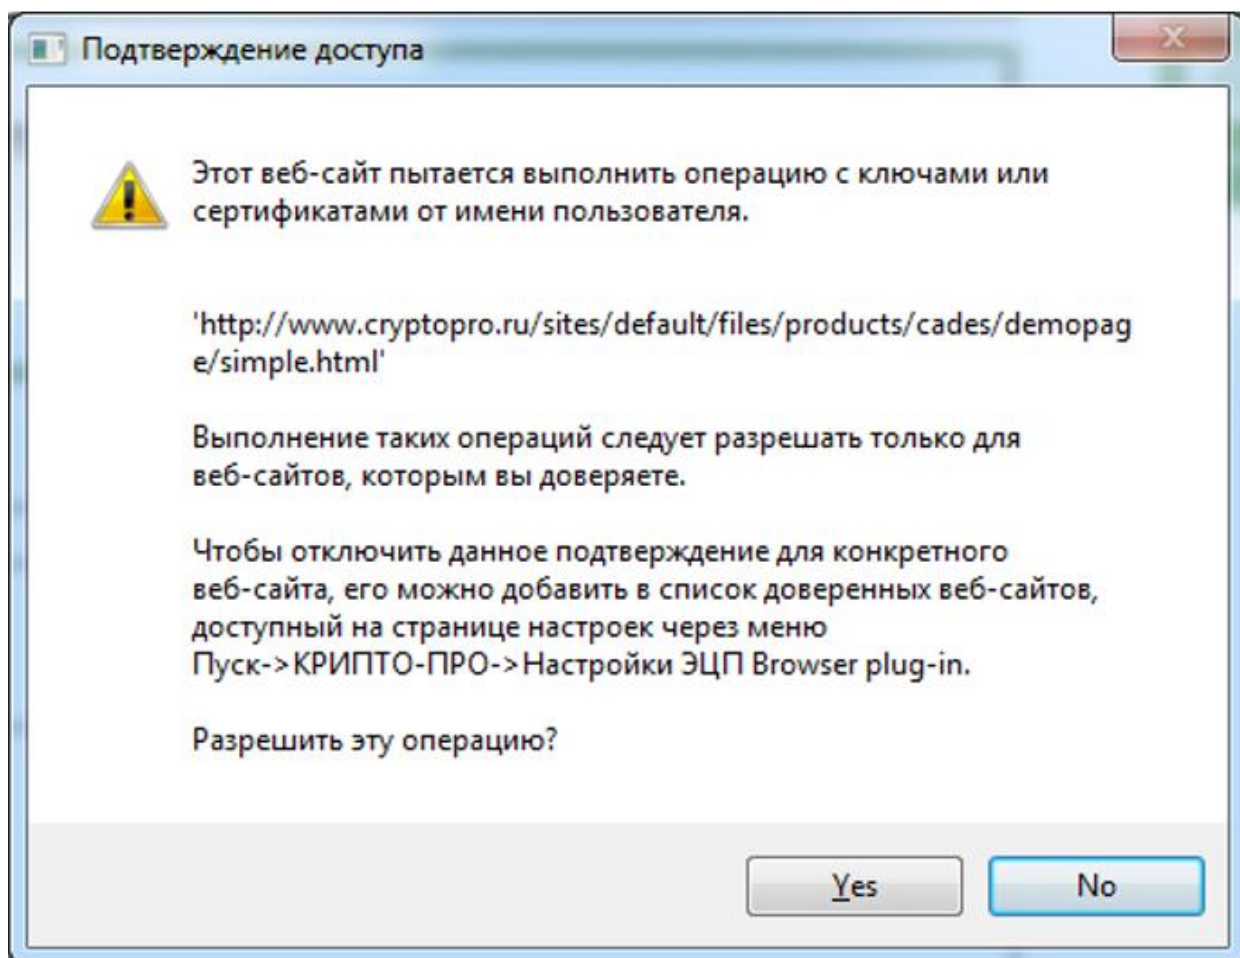 Подтверждение доступа
Этот веб-сайт пытается выполнить операцию с ключами или
сертификатами от имени пользователя.
'http://www.cryptopro.ru/sites/default/files/products/cades/demopag
e/simple.html'
Выполнение таких операций следует разрешать только для
веб-сайтов, которым вы доверяете.
Чтобы отключить данное подтверждение для конкретного
веб-сайта, его можно добавить в список доверенных веб-сайтов,
доступный на странице настроек через меню
Пуск->КРИПТО-ПРО->Настройки ЭЦП Browser plug-in.
Разрешить эту операцию?
Yes
No